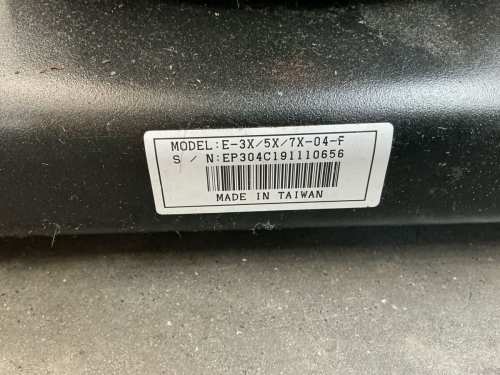 MODEL:E-3X/5X/7X-04-F
S / N:EP304C191110656
MADE IN TAIWAN